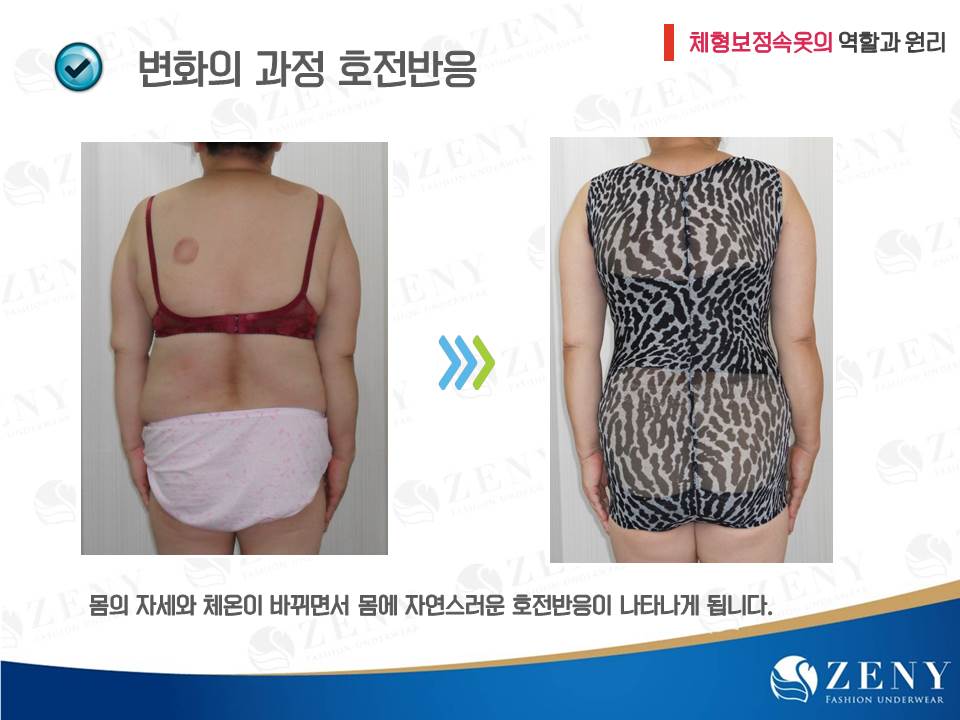 체형보정속옷의 역할과 원리
변화의 과정 호전반응
몸의 자세와 체온이 바뀌면서 몸에 자연스러운 호전반응이 나타나게 됩니다.
ZENY
FASHION UNDERWEAR